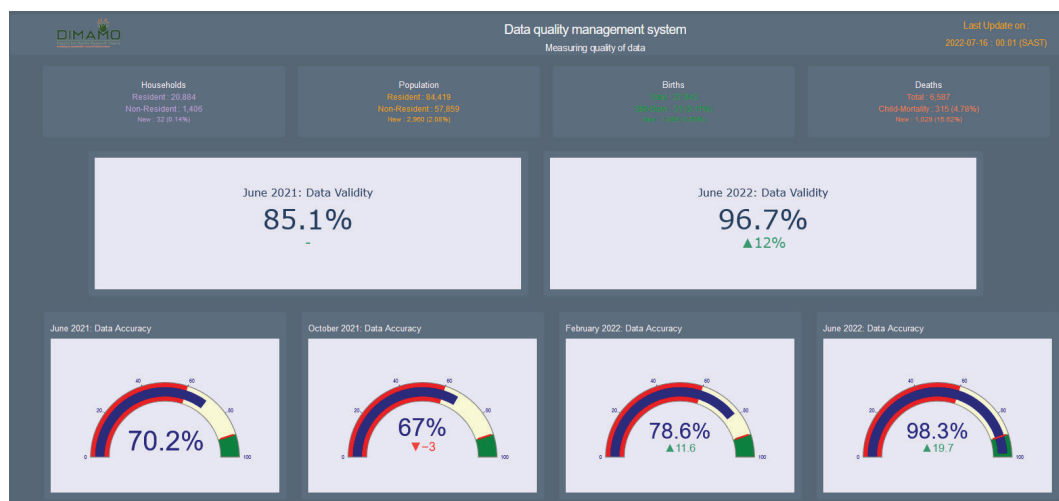 DIMAMO
Data quality management system
Measuring quality of data
Last Update on :
2022-07-16 : 00:01 (SAST)
Households
Resident : 20,884
Non-Resident : 1,406
New : 32 (0.14%)
Population
Resident : 84,419
Non-Resident : 57,859
New : 2,960 (2.08%)
Births
Deaths
Total : 6,587
Child-Mortality : 315 (4.78%)
New : 1,029 (15.62%)
June 2021: Data Validity
85.1%
-
June 2022: Data Validity
96.7%
▲12%
June 2021: Data Accuracy
0
20
40
60
80
100
70.2%
October 2021: Data Accuracy
0
20
40
60
80
100
67%
▼−3
February 2022: Data Accuracy
0
20
40
60
80
100
78.6%
▲11.6
June 2022: Data Accuracy
0
20
40
60
80
100
98.3%
▲19.7